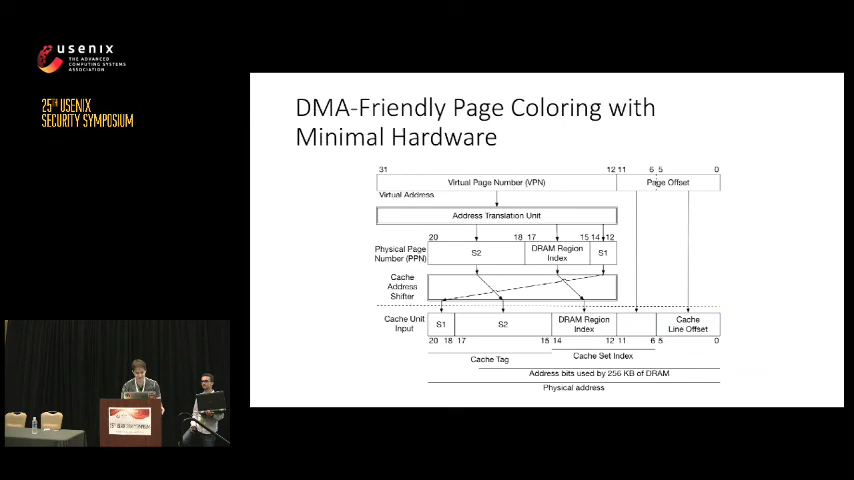 usenix
THE ADVANCED
COMPUTING SYSTEMS
ASSOCIATION
25TH USENIX
SECURITY SYMPOSIUM
DMA-Friendly Page Coloring with
Minimal Hardware
31 12 11 6 5 0
Virtual Page Number (VPN) Page Offset
Virtual Address
Address Translation Unit
20 18 17 15 14 12
Physical Page
Number (PPN)
S2
DRAM Region
Index
S1
Cache
Address
Shifter
Cache Unit
Input
S1
S2
DRAM Region
Index
Cache
Line Offset
20 18 17 15 14 12 11 6 5 0
Cache Tag
Cache Set Index
Address bits used by 256 KB of DRAM
Physical address